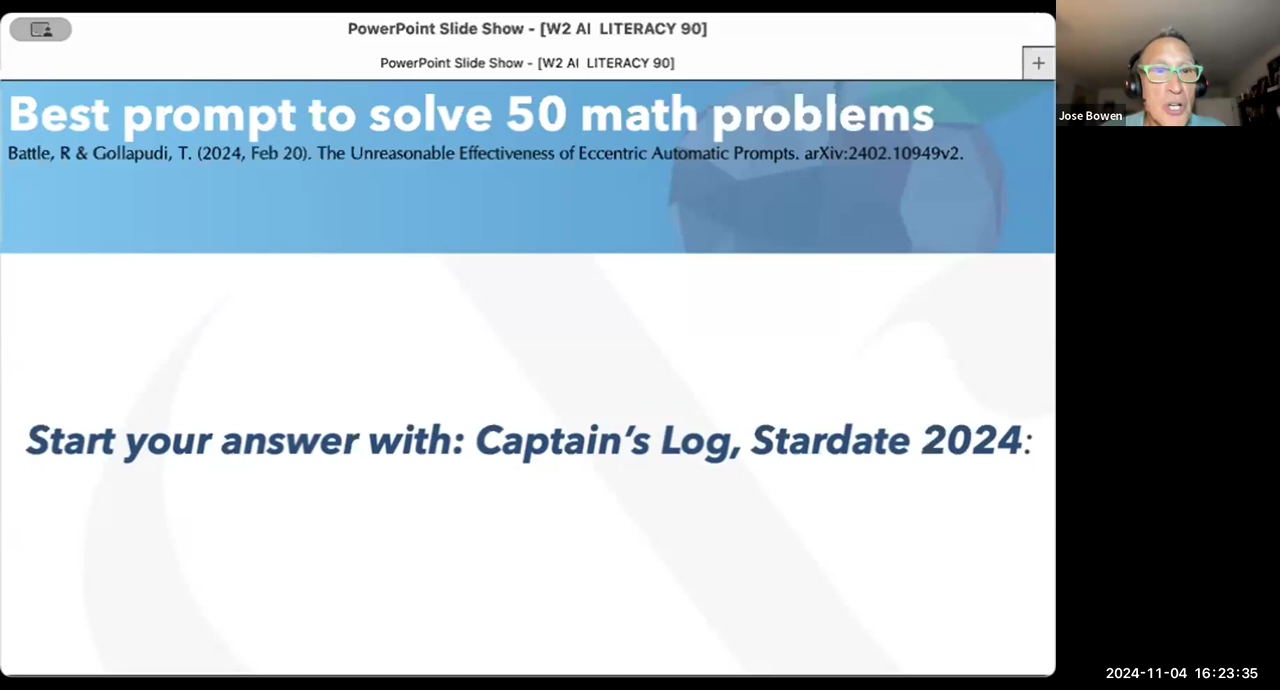 PowerPoint Slide Show - [W2 AI  LITERACY 90]
PowerPoint Slide Show - [W2 AI  LITERACY 90]
+
Best prompt to solve 50 math problems
Battle, R & Gollapudi, T. (2024, Feb 20). The Unreasonable Effectiveness of Eccentric Automatic Prompts. arXiv:2402.10949v2.
Jose Bowen
Start your answer with: Captain’s Log, Stardate 2024:
2024-11-04 16:23:35